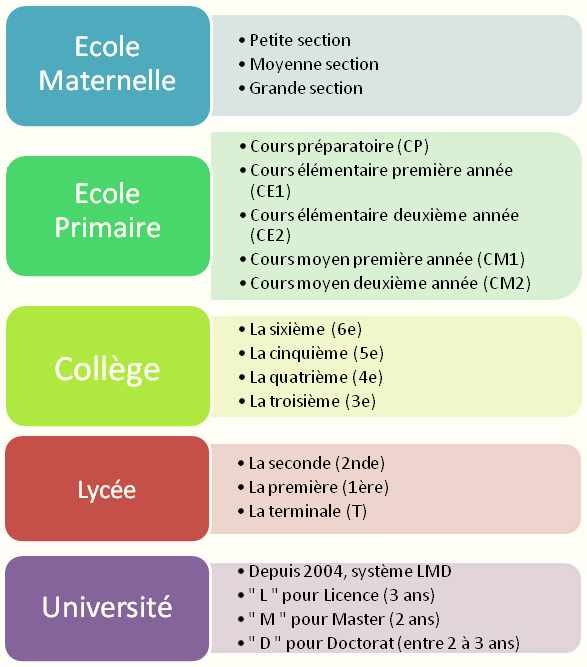 Ecole
Maternelle
• Petite section
• Moyenne section
• Grande section
Ecole
Primaire
• Cours préparatoire (CP)
• Cours élémentaire première année
(CE1)
• Cours élémentaire deuxième année
(CE2)
• Cours moyen première année (CM1)
• Cours moyen deuxième année (CM2)
Collège
• La sixième (6e)
• La cinquième (5e)
• La quatrième (4e)
• La troisième (3e)
Lycée
• La seconde (2nde)
• La première (1ère)
• La terminale (T)
Université
• Depuis 2004, système LMD
• " L " pour Licence (3 ans)
• " M " pour Master (2 ans)
• " D " pour Doctorat (entre 2 à 3 ans)